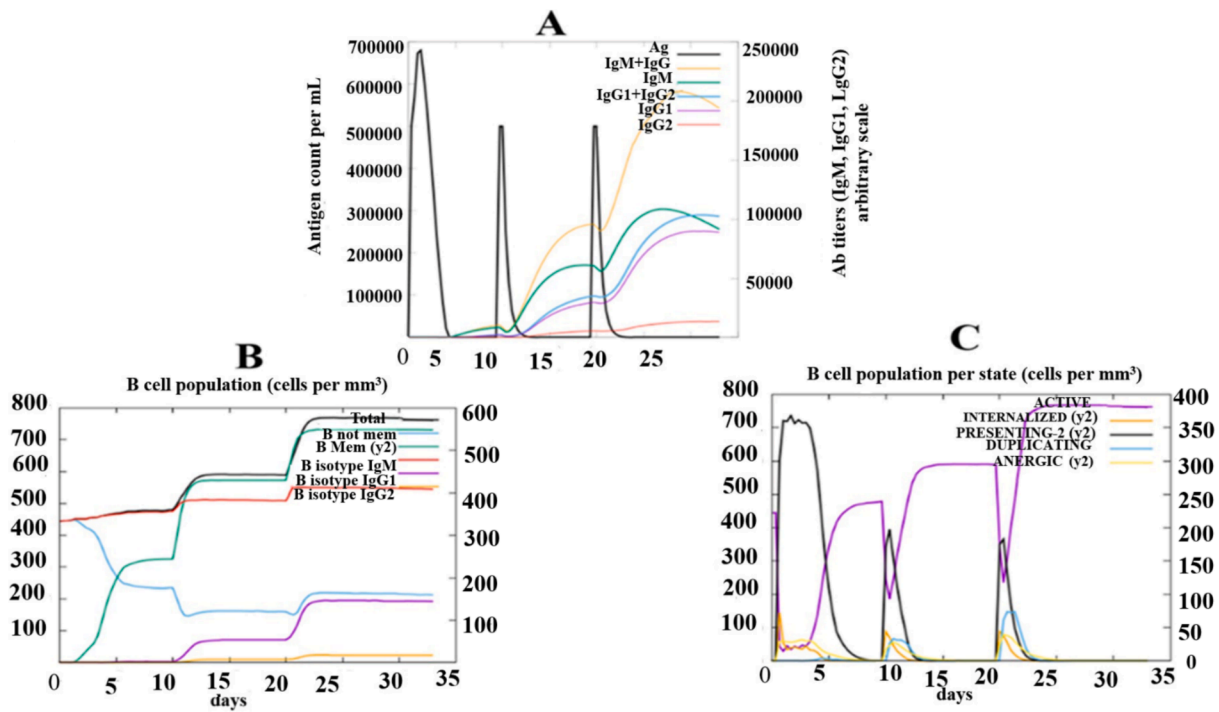 A
Antigen count per mL
700000
600000
500000
400000
300000
200000
100000
0 5 10 15 20 25
Ag
IgM+IgG
IgM
IgG1+IgG2
IgG1
IgG2
250000
200000
150000
100000
50000
Ab titers (IgM, IgG1, LgG2)
arbitrary scale
B
B cell population (cells per mm³)
800
700
600
500
400
300
200
100
0 5 10 15 20 25 30 35
days
Total
B not mem
B Mem (y2)
B isotype IgM
B isotype IgG1
B isotype IgG2
600
500
400
300
200
100
C
B cell population per state (cells per mm³)
800
700
600
500
400
300
200
100
0 5 10 15 20 25 30 35
days
ACTIVE
INTERNALIZED (y2)
PRESENTING-2 (y2)
DUPLICATING
ANERGIC (y2)
400
350
300
250
200
150
100
50
0